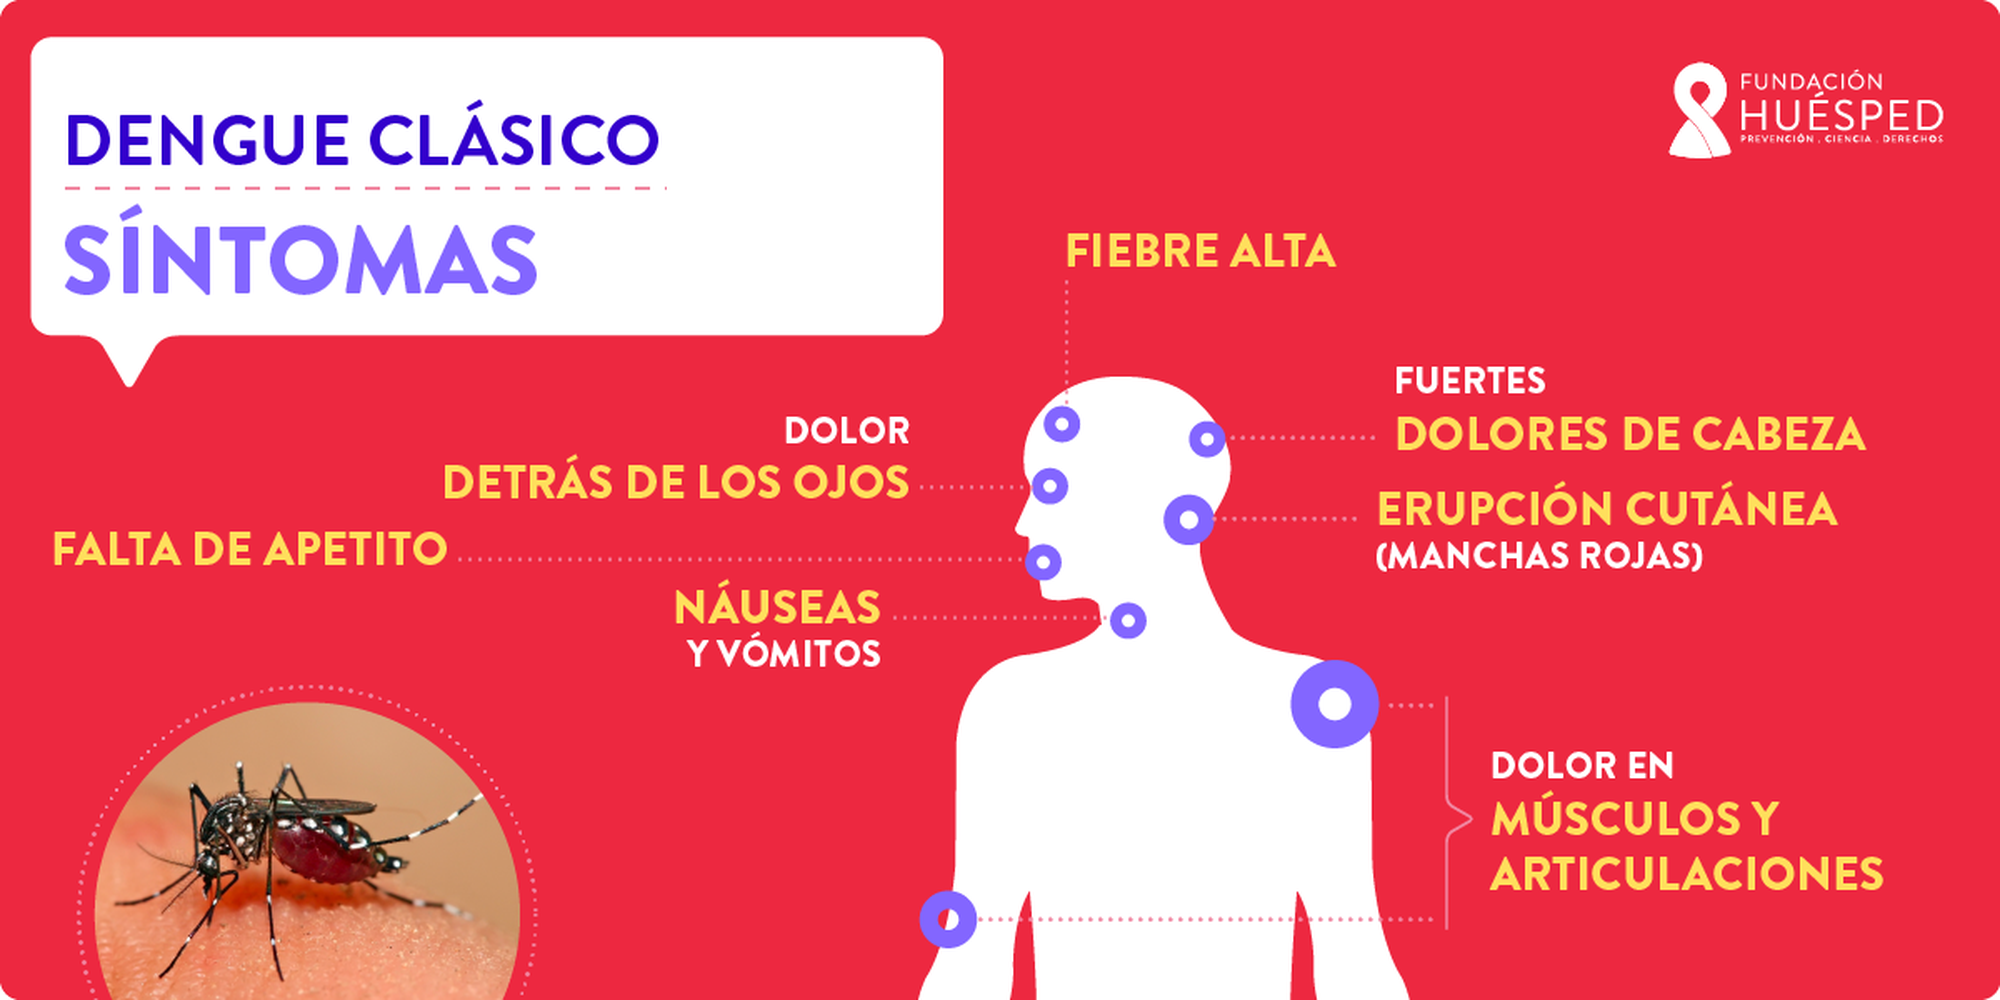 DENGUE CLÁSICO
SÍNTOMAS
FUNDACIÓN
HUÉSPED
PREVENCIÓN . CIENCIA . DERECHOS
FIEBRE ALTA
FUERTES
DOLORES DE CABEZA
DOLOR
DETRÁS DE LOS OJOS
ERUPCIÓN CUTÁNEA
(MANCHAS ROJAS)
FALTA DE APETITO
NÁUSEAS
Y VÓMITOS
DOLOR EN
MÚSCULOS Y
ARTICULACIONES